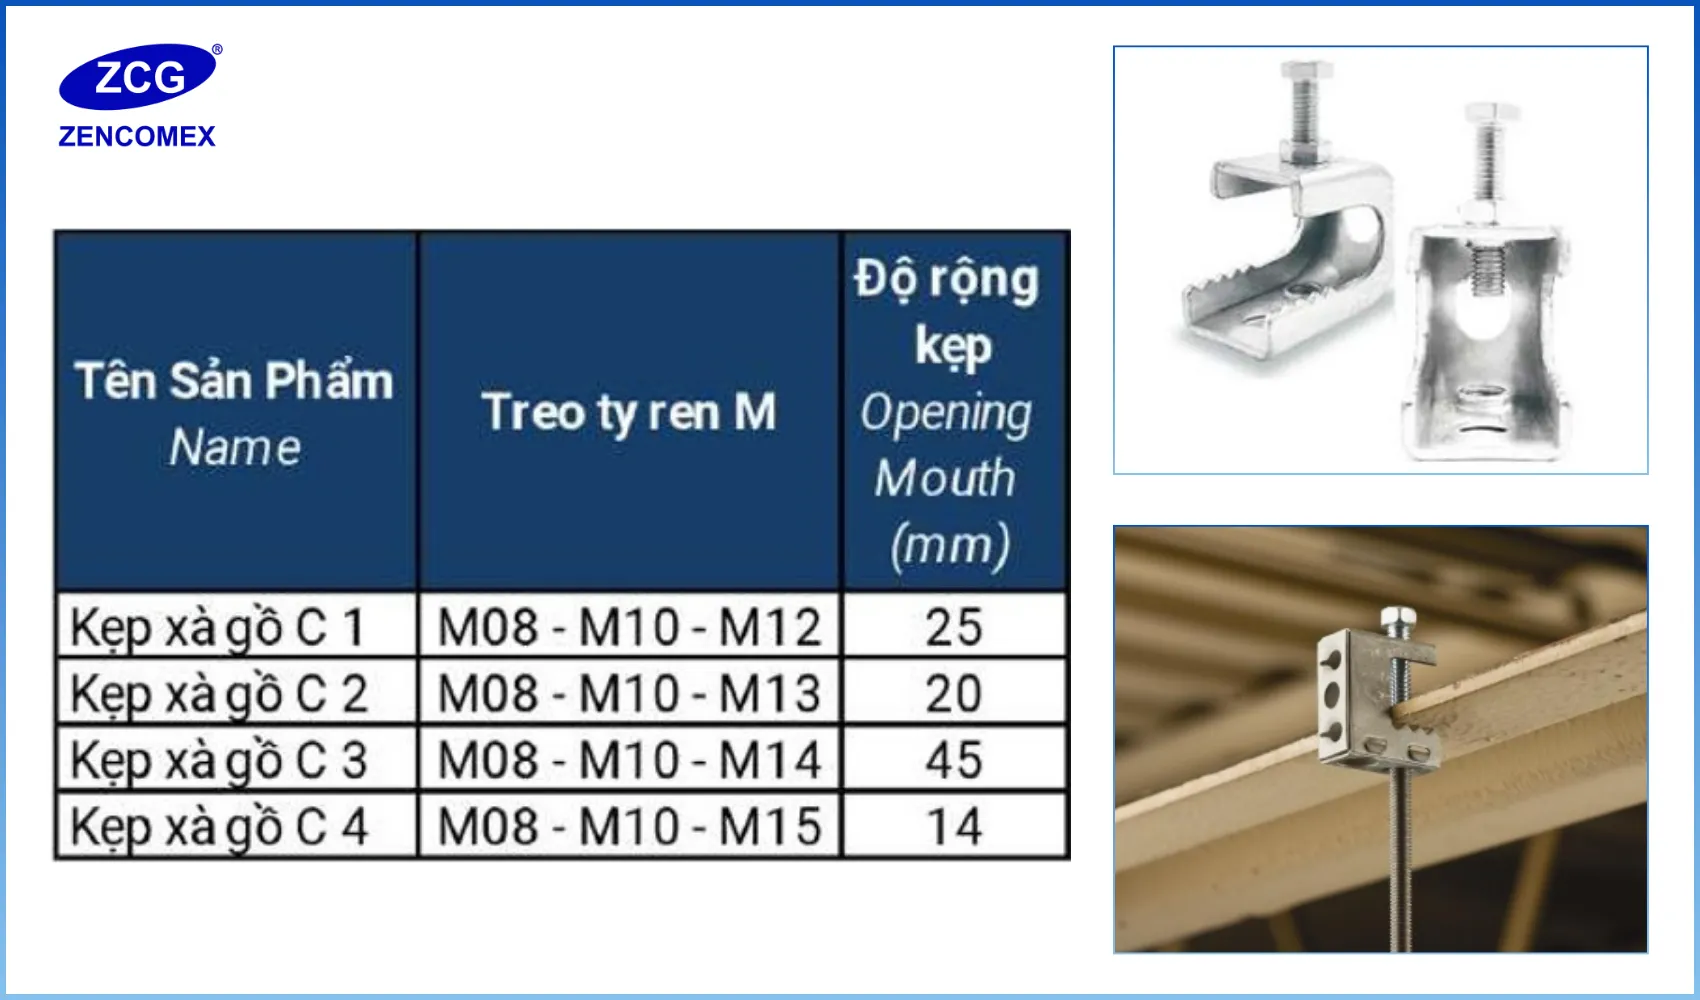 ZCG®
ZENCOMEX
Tên Sản Phẩm
Name
Treo ty ren M
Độ rộng
kẹp
Opening
Mouth
(mm)
Kẹp xà gồ C 1 M08 - M10 - M12 25
Kẹp xà gồ C 2 M08 - M10 - M13 20
Kẹp xà gồ C 3 M08 - M10 - M14 45
Kẹp xà gồ C 4 M08 - M10 - M15 14